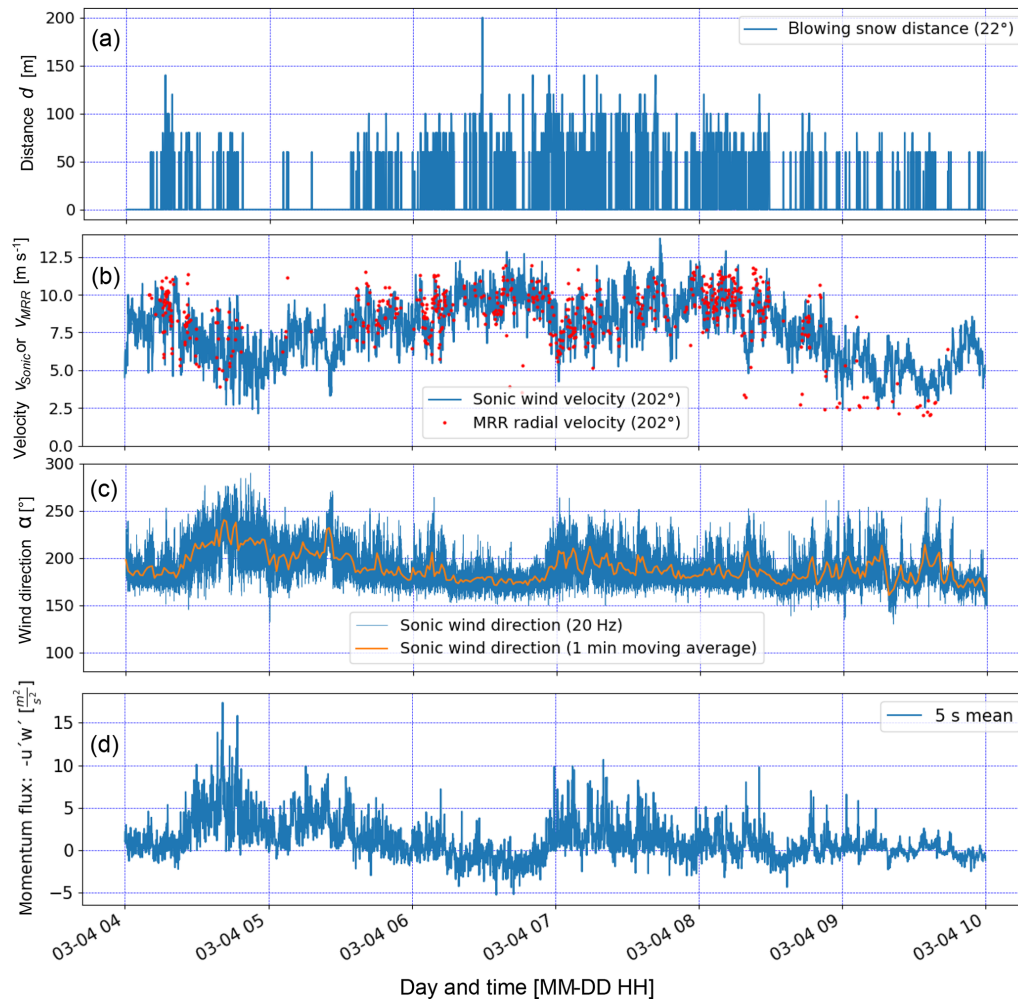 (a)
Blowing snow distance (22°)
Distance d [m]
200
150
100
50
0
(b)
Velocity vSonic or vMRR [m s-1]
12.5
10.0
7.5
5.0
2.5
0.0
Sonic wind velocity (202°)
MRR radial velocity (202°)
(c)
Wind direction α [°]
300
250
200
150
100
Sonic wind direction (20 Hz)
Sonic wind direction (1 min moving average)
(d)
Momentum flux: -u´w´ [m2/s2]
15
10
5
0
−5
5 s mean
03-04 04
03-04 05
03-04 06
03-04 07
03-04 08
03-04 09
03-04 10
Day and time [MM-DD HH]